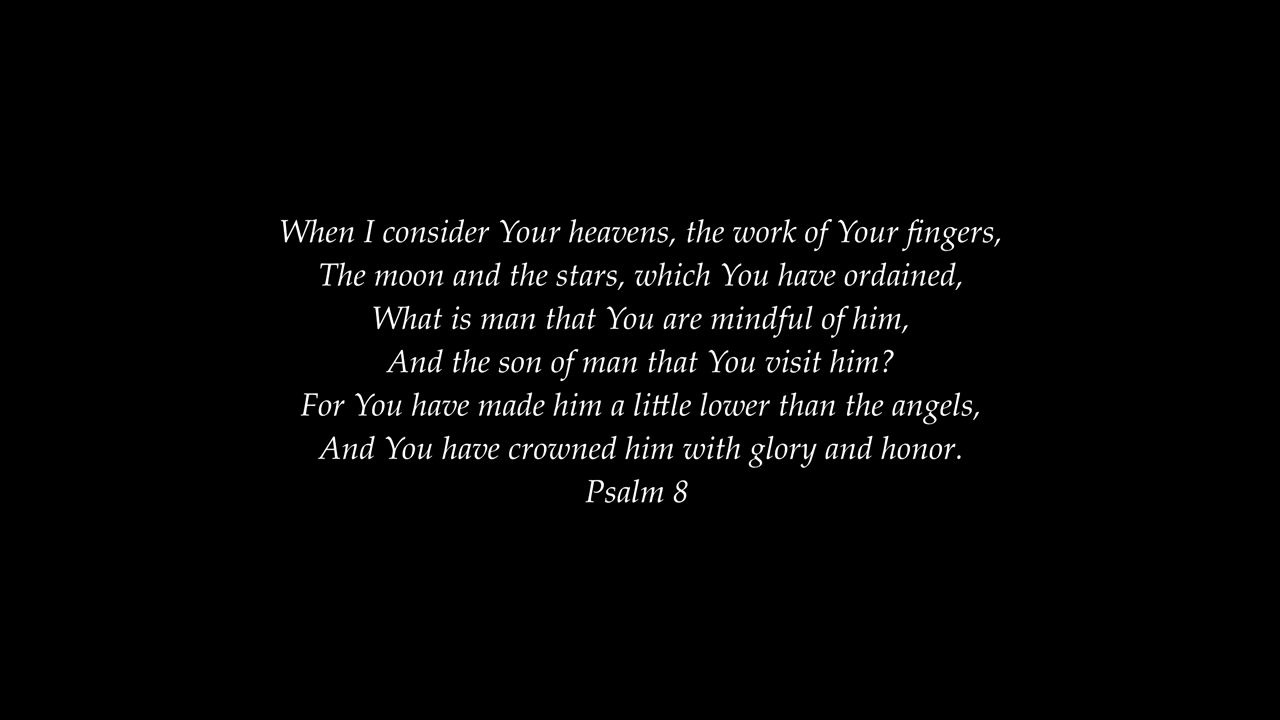 When I consider Your heavens, the work of Your fingers,
The moon and the stars, which You have ordained,
What is man that You are mindful of him,
And the son of man that You visit him?
For You have made him a little lower than the angels,
And You have crowned him with glory and honor.
Psalm 8